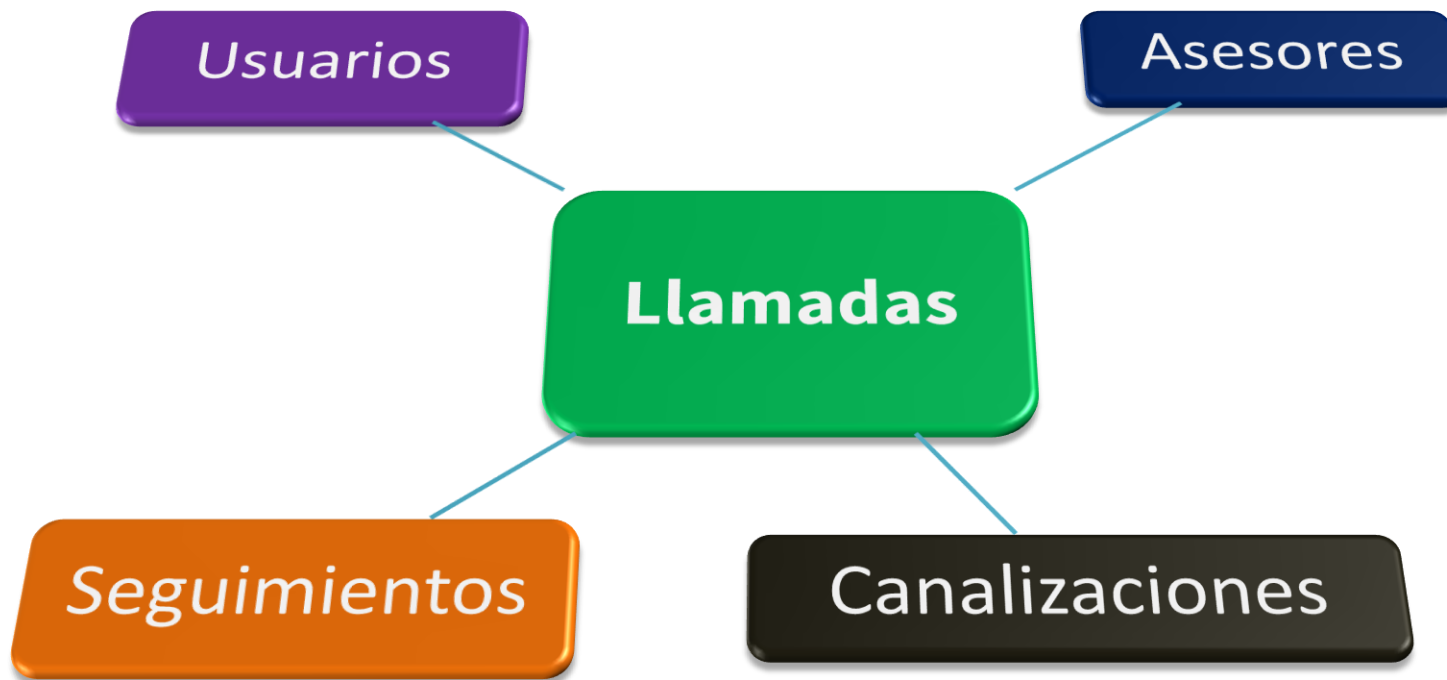 Usuarios
Asesores
Llamadas
Seguimientos
Canalizaciones